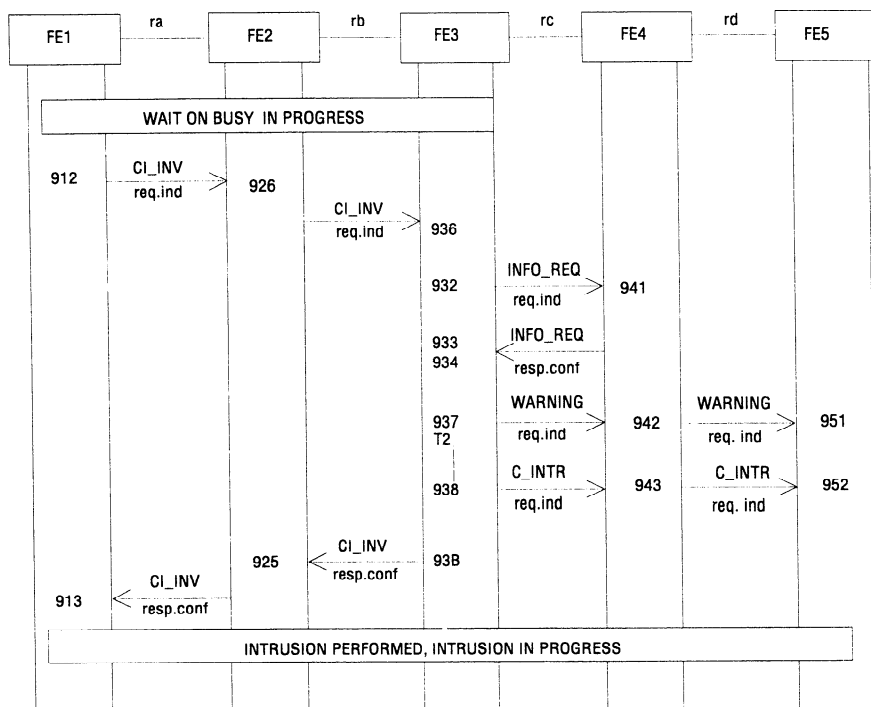 FE1 ra FE2 rb FE3 rc FE4 rd FE5
WAIT ON BUSY IN PROGRESS
912 CI_INV 926
req.ind
CI_INV
req.ind 936
932 INFO_REQ 941
req.ind
933 INFO_REQ
934 resp.conf
937 WARNING 942 WARNING 951
T2 req.ind req. ind
938 C_INTR 943 C_INTR 952
req.ind req. ind
925 CI_INV 93B
resp.conf
913 CI_INV
resp.conf
INTRUSION PERFORMED, INTRUSION IN PROGRESS